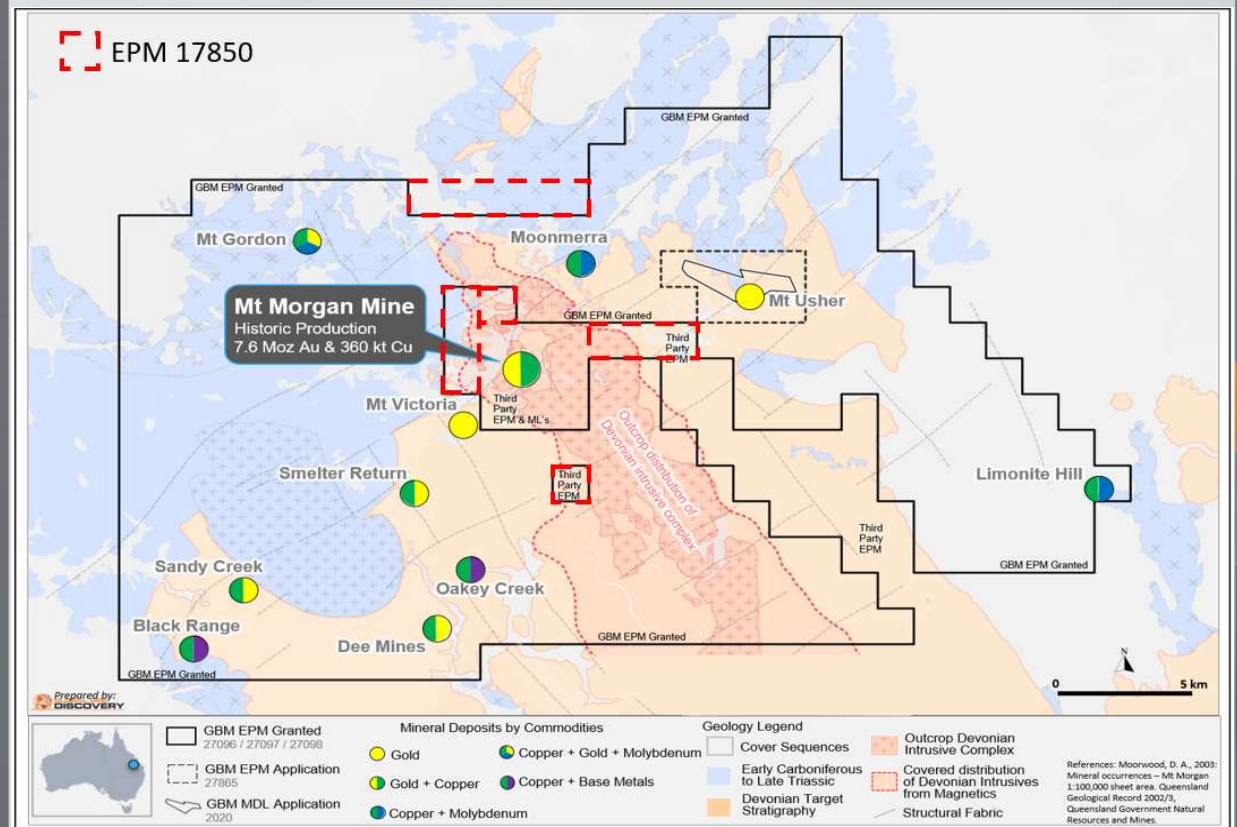 EPM 17850
GBM EPM Granted
GBM EPM Granted
Mt Gordon
Moonmerra
Mt Usher
Mt Morgan Mine
Historic Production
7.6 Moz Au & 360 kt Cu
GBM EPM Granted
Third
Party
EPM
Third
Party
EPM & ML's
Mt Victoria
Outcrop distribution of
Devonian intrusive complex
Smelter Return
Third
Party
EPM
Limonite Hill
Third
Party
EPM
Sandy Creek
Oakey Creek
GBM EPM Granted
Black Range
Dee Mines
GBM EPM Granted
GBM EPM Granted
N
0 5 km
Prepared by:
DISCOVERY
GBM EPM Granted
27096 / 27097 / 27098
GBM EPM Application
27865
GBM MDL Application
2020
Mineral Deposits by Commodities
Gold
Copper + Gold + Molybdenum
Gold + Copper
Copper + Base Metals
Copper + Molybdenum
Geology Legend
Cover Sequences
Early Carboniferous
to Late Triassic
Devonian Target
Stratigraphy
Outcrop Devonian
Intrusive Complex
Covered distribution
of Devonian Intrusives
from Magnetics
Structural Fabric
References: Moorwood, D. A., 2003:
Mineral occurrences – Mt Morgan
1:100,000 sheet area. Queensland
Geological Record 2002/3,
Queensland Government Natural
Resources and Mines.